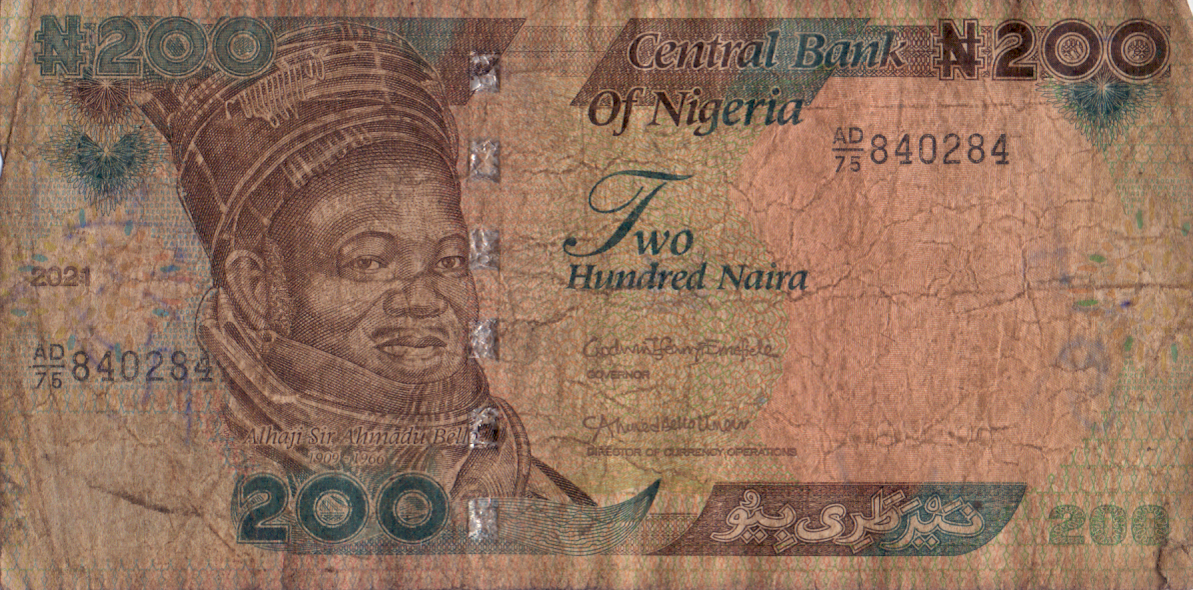 ₦200
Central Bank
Of Nigeria
₦200
AD/75 840284
Two
Hundred Naira
2021
AD/75 840284
GOVERNOR
DIRECTOR OF CURRENCY OPERATIONS
Alhaji Sir Ahmadu Bello
1909 - 1966
200
نَيْرَ طَرِى بِيُو
200